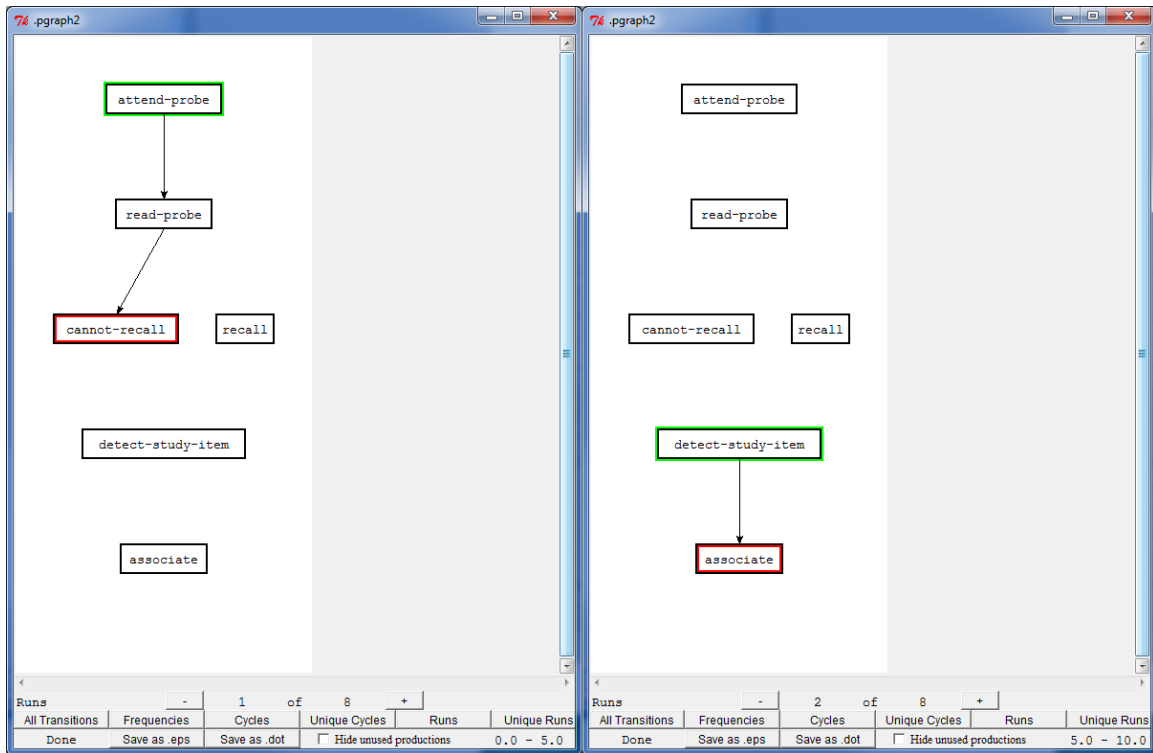 .pgraph2
attend-probe
read-probe
cannot-recall recall
detect-study-item
associate
Runs - 1 of 8 +
All Transitions Frequencies Cycles Unique Cycles Runs Unique Runs
Done Save as .eps Save as .dot Hide unused productions 0.0 - 5.0
.pgraph2
attend-probe
read-probe
cannot-recall recall
detect-study-item
associate
Runs - 2 of 8 +
All Transitions Frequencies Cycles Unique Cycles Runs Unique Runs
Done Save as .eps Save as .dot Hide unused productions 5.0 - 10.0